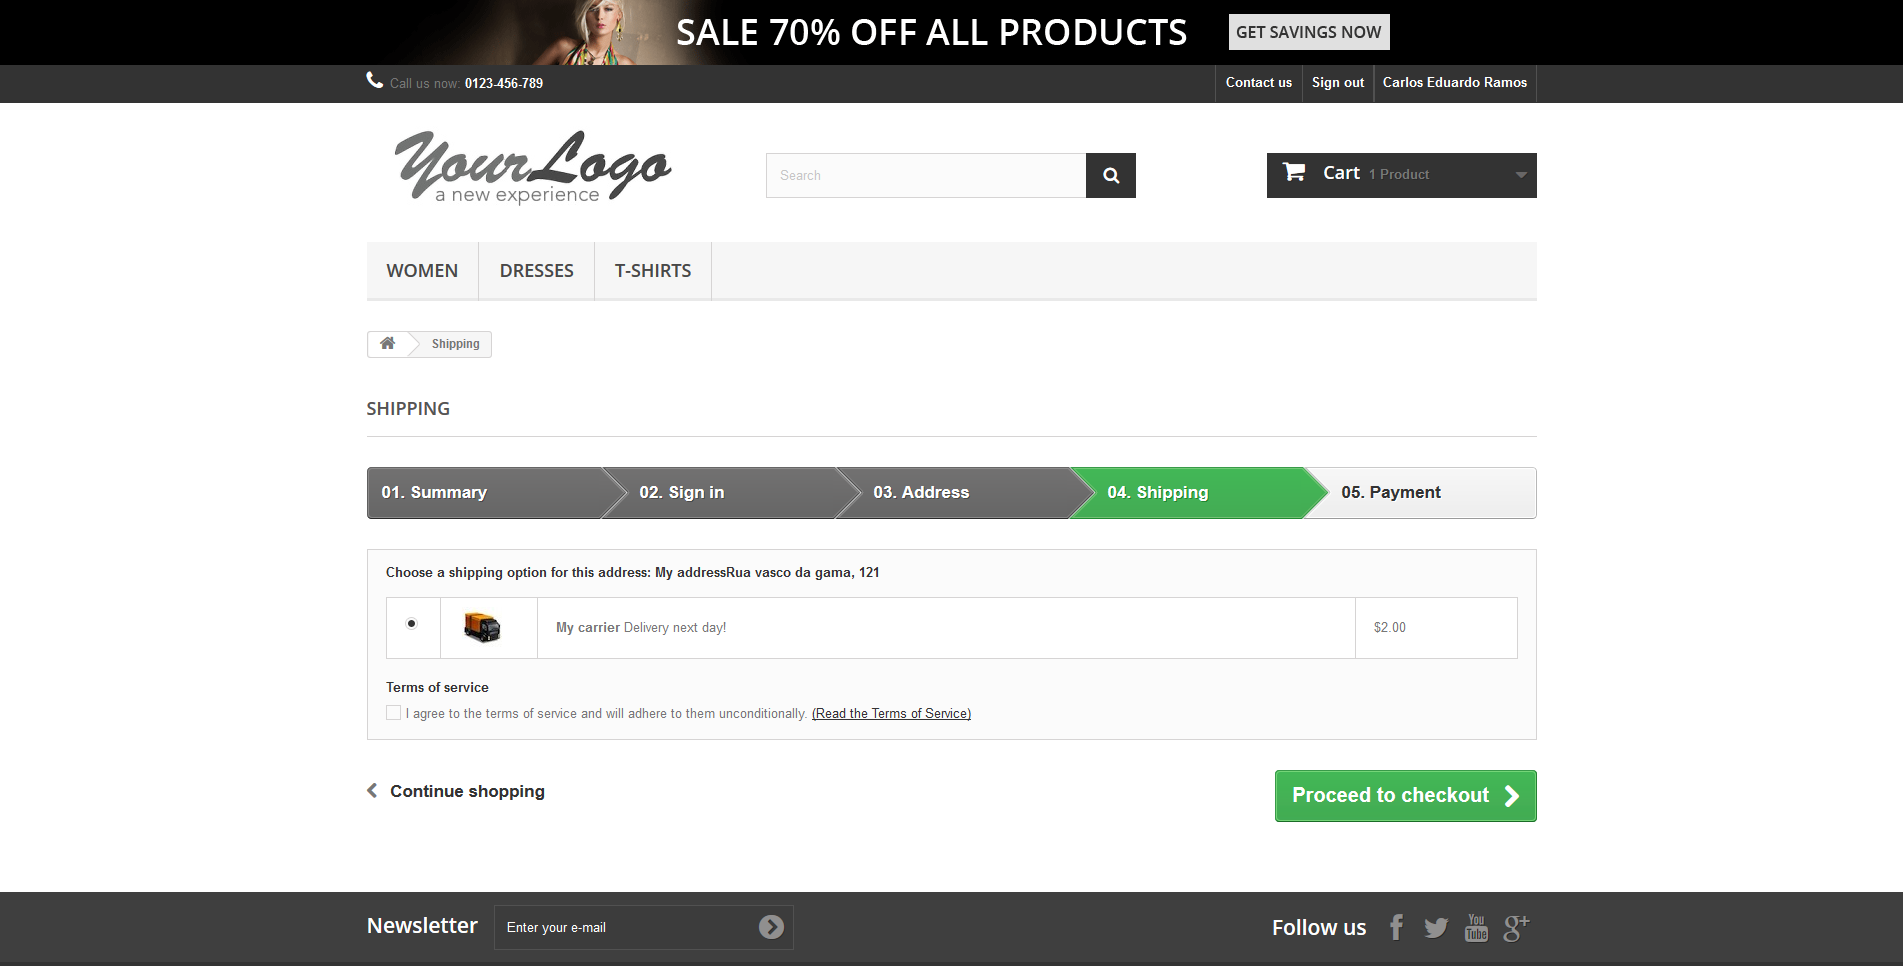 SALE 70% OFF ALL PRODUCTS GET SAVINGS NOW
Call us now: 0123-456-789 Contact us Sign out Carlos Eduardo Ramos
YourLogo
a new experience
Search
Cart 1 Product
WOMEN DRESSES T-SHIRTS
Shipping
SHIPPING
01. Summary 02. Sign in 03. Address 04. Shipping 05. Payment
Choose a shipping option for this address: My addressRua vasco da gama, 121
My carrier Delivery next day! $2.00
Terms of service
I agree to the terms of service and will adhere to them unconditionally. (Read the Terms of Service)
Continue shopping Proceed to checkout
Newsletter Enter your e-mail Follow us You Tube g+